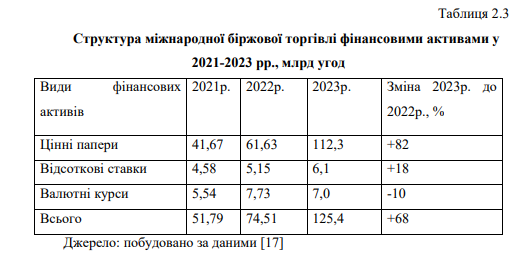 Таблиця 2.3
Структура міжнародної біржової торгівлі фінансовими активами у
2021-2023 рр., млрд угод
Види фінансових 2021р. 2022р. 2023р. Зміна 2023р. до
активів 2022р., %
Цінні папери 41,67 61,63 112,3 +82
Відсоткові ставки 4,58 5,15 6,1 +18
Валютні курси 5,54 7,73 7,0 -10
Всього 51,79 74,51 125,4 +68
Джерело: побудовано за даними [17]